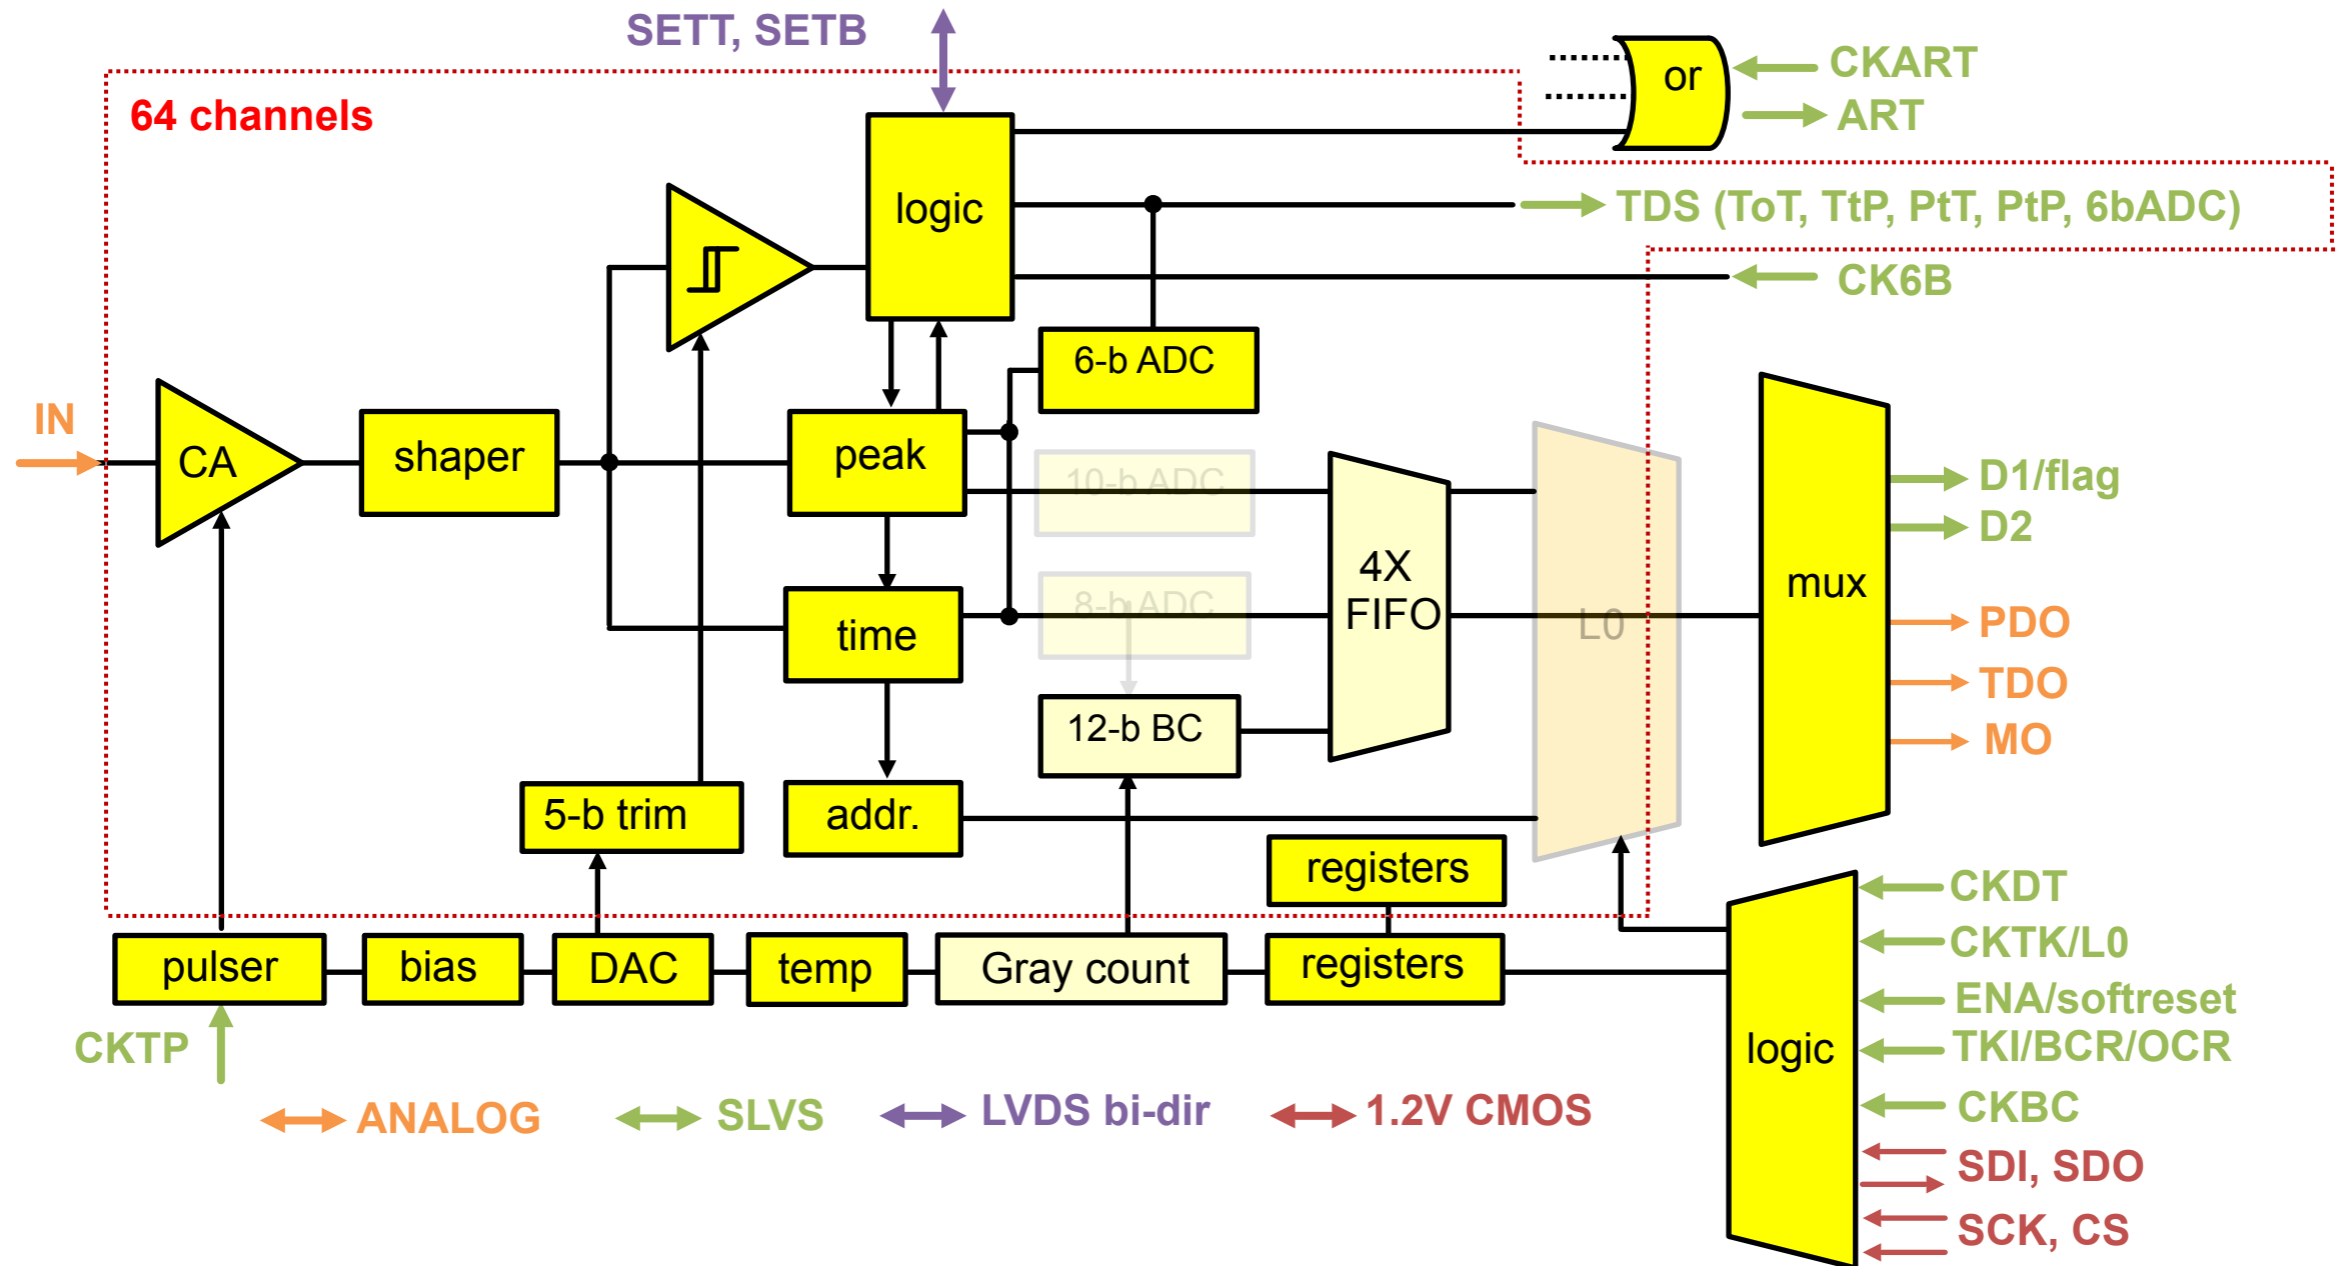 SETT, SETB
or
CKART
ART
64 channels
logic
TDS (ToT, TtP, PtT, PtP, 6bADC)
CK6B
6-b ADC
IN
CA
shaper
peak
10-b ADC
D1/flag
D2
4X
FIFO
mux
8-b ADC
time
L0
PDO
TDO
MO
12-b BC
5-b trim
addr.
registers
CKDT
pulser
bias
DAC
temp
Gray count
registers
CKTK/L0
ENA/softreset
CKTP
logic
TKI/BCR/OCR
ANALOG
SLVS
LVDS bi-dir
1.2V CMOS
CKBC
SDI, SDO
SCK, CS